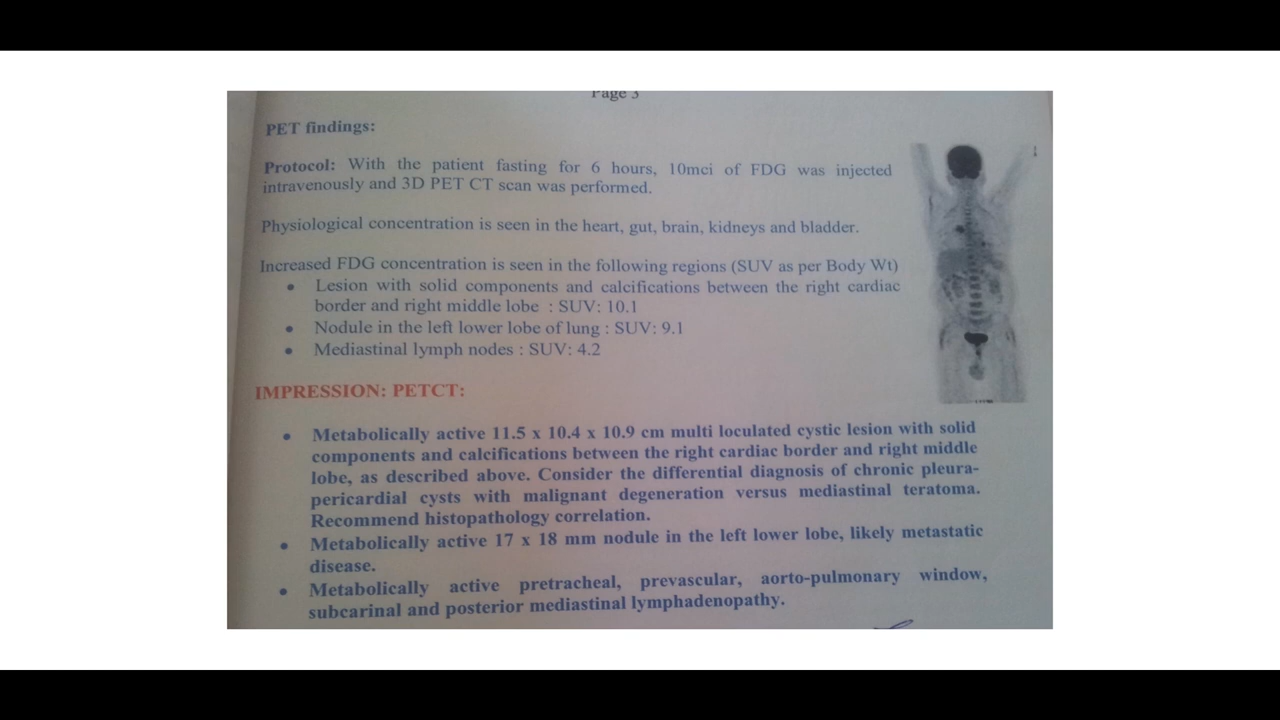 Page 3
PET findings:
Protocol: With the patient fasting for 6 hours, 10mci of FDG was injected
intravenously and 3D PET CT scan was performed.
Physiological concentration is seen in the heart, gut, brain, kidneys and bladder.
Increased FDG concentration is seen in the following regions (SUV as per Body Wt)
• Lesion with solid components and calcifications between the right cardiac
border and right middle lobe : SUV: 10.1
• Nodule in the left lower lobe of lung : SUV: 9.1
• Mediastinal lymph nodes : SUV: 4.2
IMPRESSION: PETCT:
• Metabolically active 11.5 x 10.4 x 10.9 cm multi loculated cystic lesion with solid
components and calcifications between the right cardiac border and right middle
lobe, as described above. Consider the differential diagnosis of chronic pleura-
pericardial cysts with malignant degeneration versus mediastinal teratoma.
Recommend histopathology correlation.
• Metabolically active 17 x 18 mm nodule in the left lower lobe, likely metastatic
disease.
• Metabolically active pretracheal, prevascular, aorto-pulmonary window,
subcarinal and posterior mediastinal lymphadenopathy.